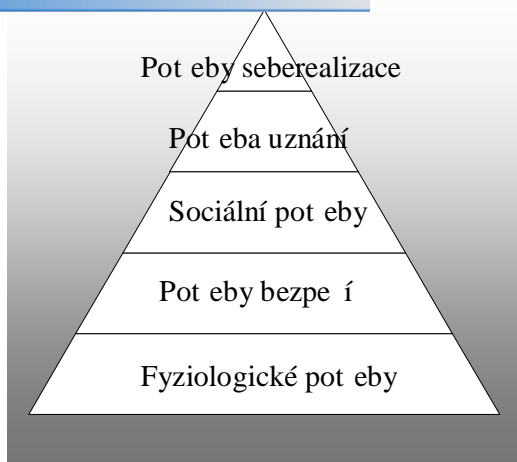 Pot eby seberealizace
Pot eba uznání
Sociální pot eby
Pot eby bezpe í
Fyziologické pot eby